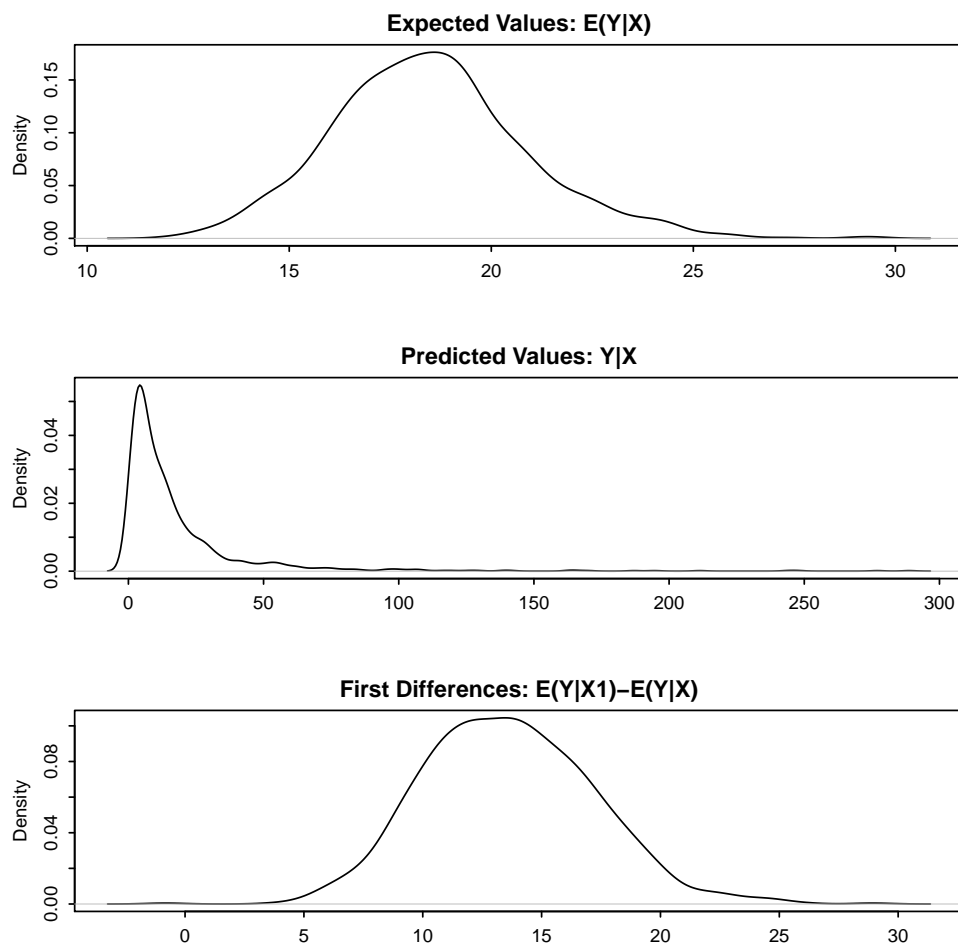 Expected Values: E(Y|X)
Density
0.00 0.05 0.10 0.15
10 15 20 25 30
Predicted Values: Y|X
Density
0.00 0.02 0.04
0 50 100 150 200 250 300
First Differences: E(Y|X1)−E(Y|X)
Density
0.00 0.04 0.08
0 5 10 15 20 25 30